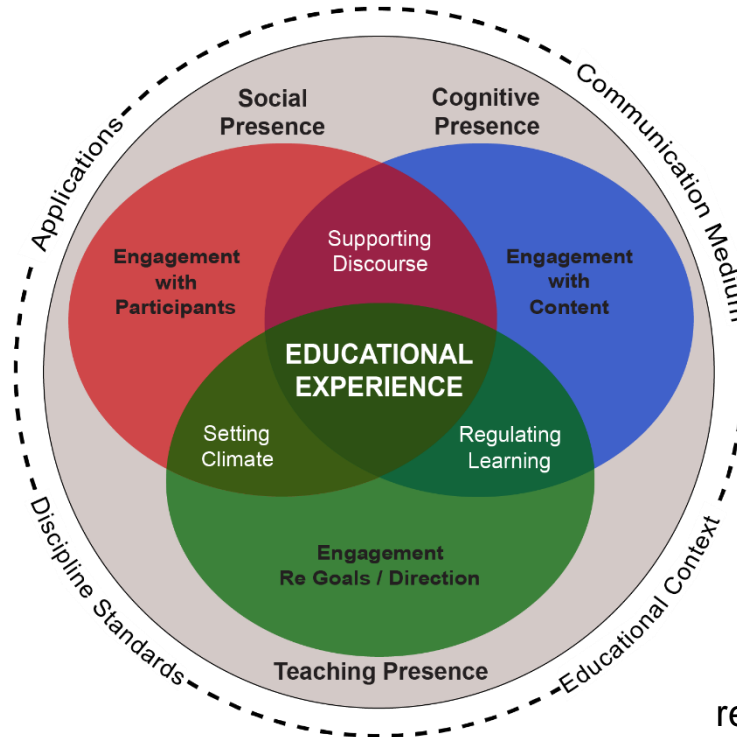 Social
Presence
Cognitive
Presence
Applications
Communication Medium
Supporting
Discourse
Engagement
with
Participants
Engagement
with
Content
EDUCATIONAL
EXPERIENCE
Setting
Climate
Regulating
Learning
Engagement
Re Goals / Direction
Discipline Standards
Educational Context
Teaching Presence
re